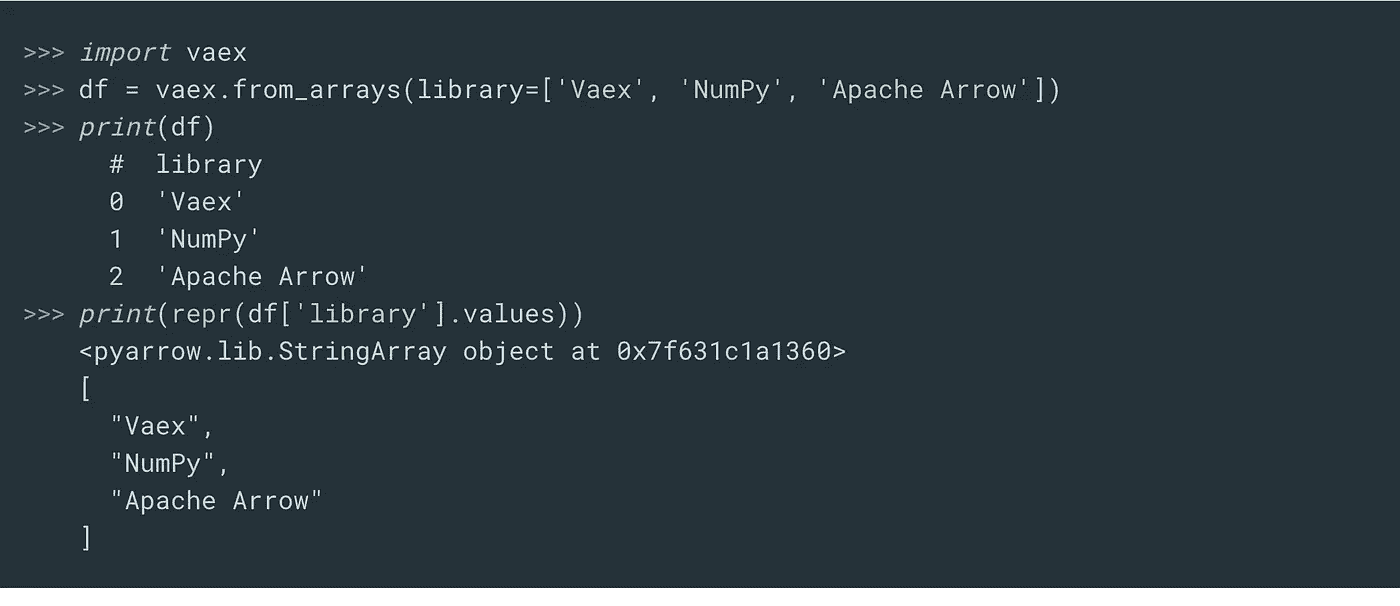 >>> import vaex
>>> df = vaex.from_arrays(library=['Vaex', 'NumPy', 'Apache Arrow'])
>>> print(df)
#  library
0  'Vaex'
1  'NumPy'
2  'Apache Arrow'
>>> print(repr(df['library'].values))
<pyarrow.lib.StringArray object at 0x7f631c1a1360>
[
"Vaex",
"NumPy",
"Apache Arrow"
]